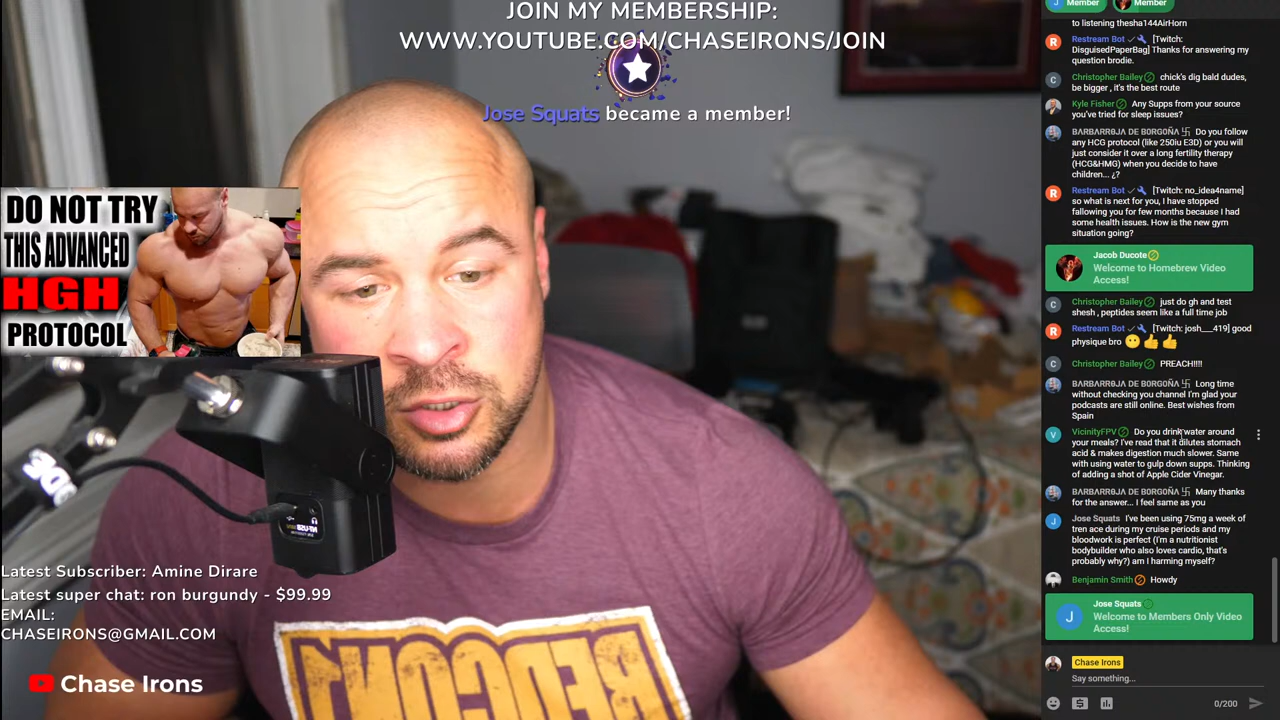 JOIN MY MEMBERSHIP:
WWW.YOUTUBE.COM/CHASEIRONS/JOIN
Jose Squats became a member!
DO NOT TRY
THIS ADVANCED
HGH
PROTOCOL
Latest Subscriber: Amine Dirare
Latest super chat: ron burgundy - $99.99
EMAIL:
CHASEIRONS@GMAIL.COM
Chase Irons
J Member
Member
to listening thesha144AirHorn
R Restream Bot [Twitch:
DisguisedPaperBag] Thanks for answering my
question brodie.
C Christopher Bailey chick's dig bald dudes,
be bigger , it's the best route
Kyle Fisher Any Supps from your source
you've tried for sleep issues?
BΛRBΛRRθJΛ DE BθRGθÑΛ 卐 Do you follow
any HCG protocol (like 250iu E3D) or you will
just consider it over a long fertility therapy
(HCG&HMG) when you decide to have
children... ¿?
R Restream Bot [Twitch: no_idea4name]
so what is next for you, I have stopped
fallowing you for few months because I had
some health issues. How is the new gym
situation going?
Jacob Ducote
Welcome to Homebrew Video
Access!
C Christopher Bailey just do gh and test
shesh , peptides seem like a full time job
R Restream Bot [Twitch: josh___419] good
physique bro 😬👍👍
C Christopher Bailey PREACH!!!!
BΛRBΛRRθJΛ DE BθRGθÑΛ 卐 Long time
without checking you channel I'm glad your
podcasts are still online. Best wishes from
Spain
V VicinityFPV Do you drink water around
your meals? I've read that it dilutes stomach
acid & makes digestion much slower. Same
with using water to gulp down supps. Thinking
of adding a shot of Apple Cider Vinegar.
BΛRBΛRRθJΛ DE BθRGθÑΛ 卐 Many thanks
for the answer... I feel same as you
J Jose Squats I've been using 75mg a week of
tren ace during my cruise periods and my
bloodwork is perfect (I'm a nutritionist
bodybuilder who also loves cardio, that's
probably why?) am I harming myself?
Benjamin Smith Howdy
J Jose Squats
Welcome to Members Only Video
Access!
Chase Irons
Say something...
0/200